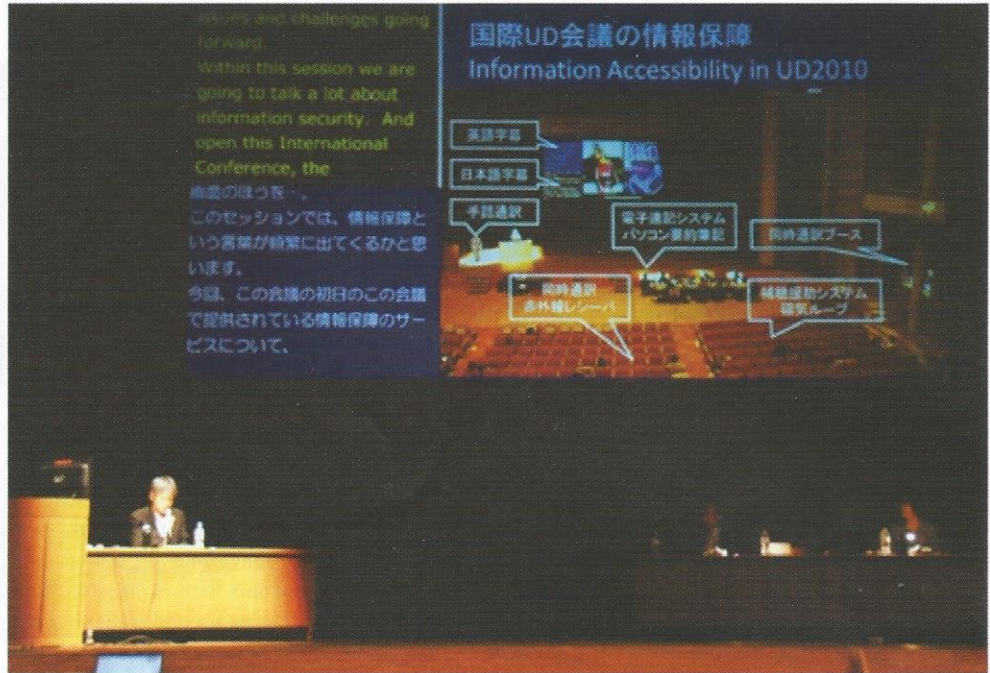 issues and challenges going
forward.
Within this session we are
going to talk a lot about
information security. And
open this International
Conference, the
このセッションでは、情報保障と
いう言葉が頻繁に出てくるかと思
います。
今回、この会議の初日のこの会議
で提供されている情報保障のサー
ビスについて、
国際UD会議の情報保障
Information Accessibility in UD2010
英語字幕
日本語字幕
手話通訳
電子速記システム
パソコン要約筆記
同時通訳ブース
同時通訳
赤外線レシーバ
補聴援助システム
磁気ループ